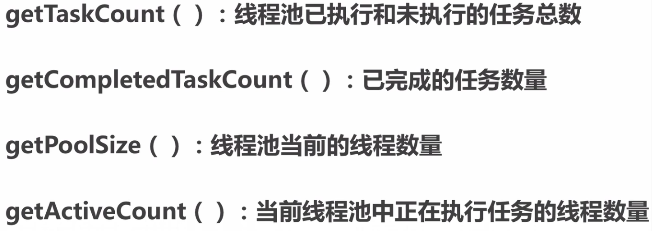 getTaskCount（ ）：线程池已执行和未执行的任务总数
getCompletedTaskCount（ ）：已完成的任务数量
getPoolSize（ ）：线程池当前的线程数量
getActiveCount（ ）：当前线程池中正在执行任务的线程数量